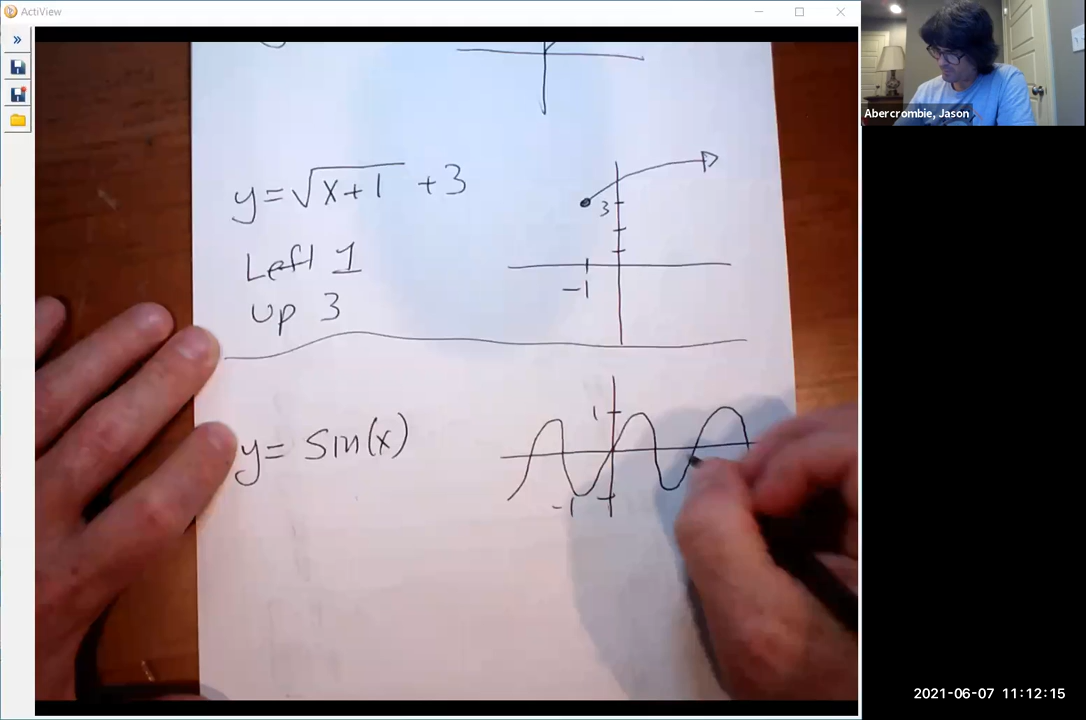 ActiView
»
Abercrombie, Jason
y=√x+1 +3
Left 1
up 3
3
-1
y= Sin(x)
1
-1
2021-06-07 11:12:15